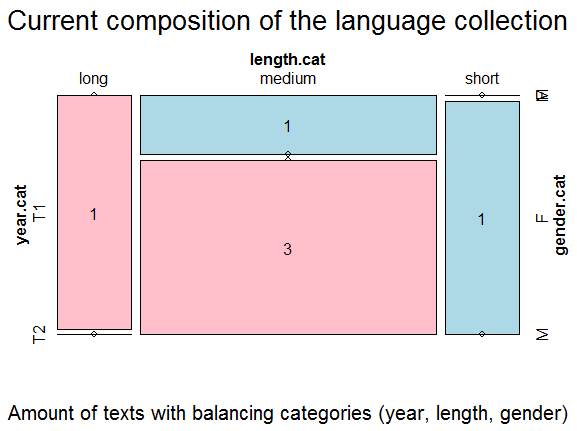 Current composition of the language collection
length.cat
long medium short
year.cat
T1
T2
1
1
3
1
F
M
gender.cat
Amount of texts with balancing categories (year, length, gender)